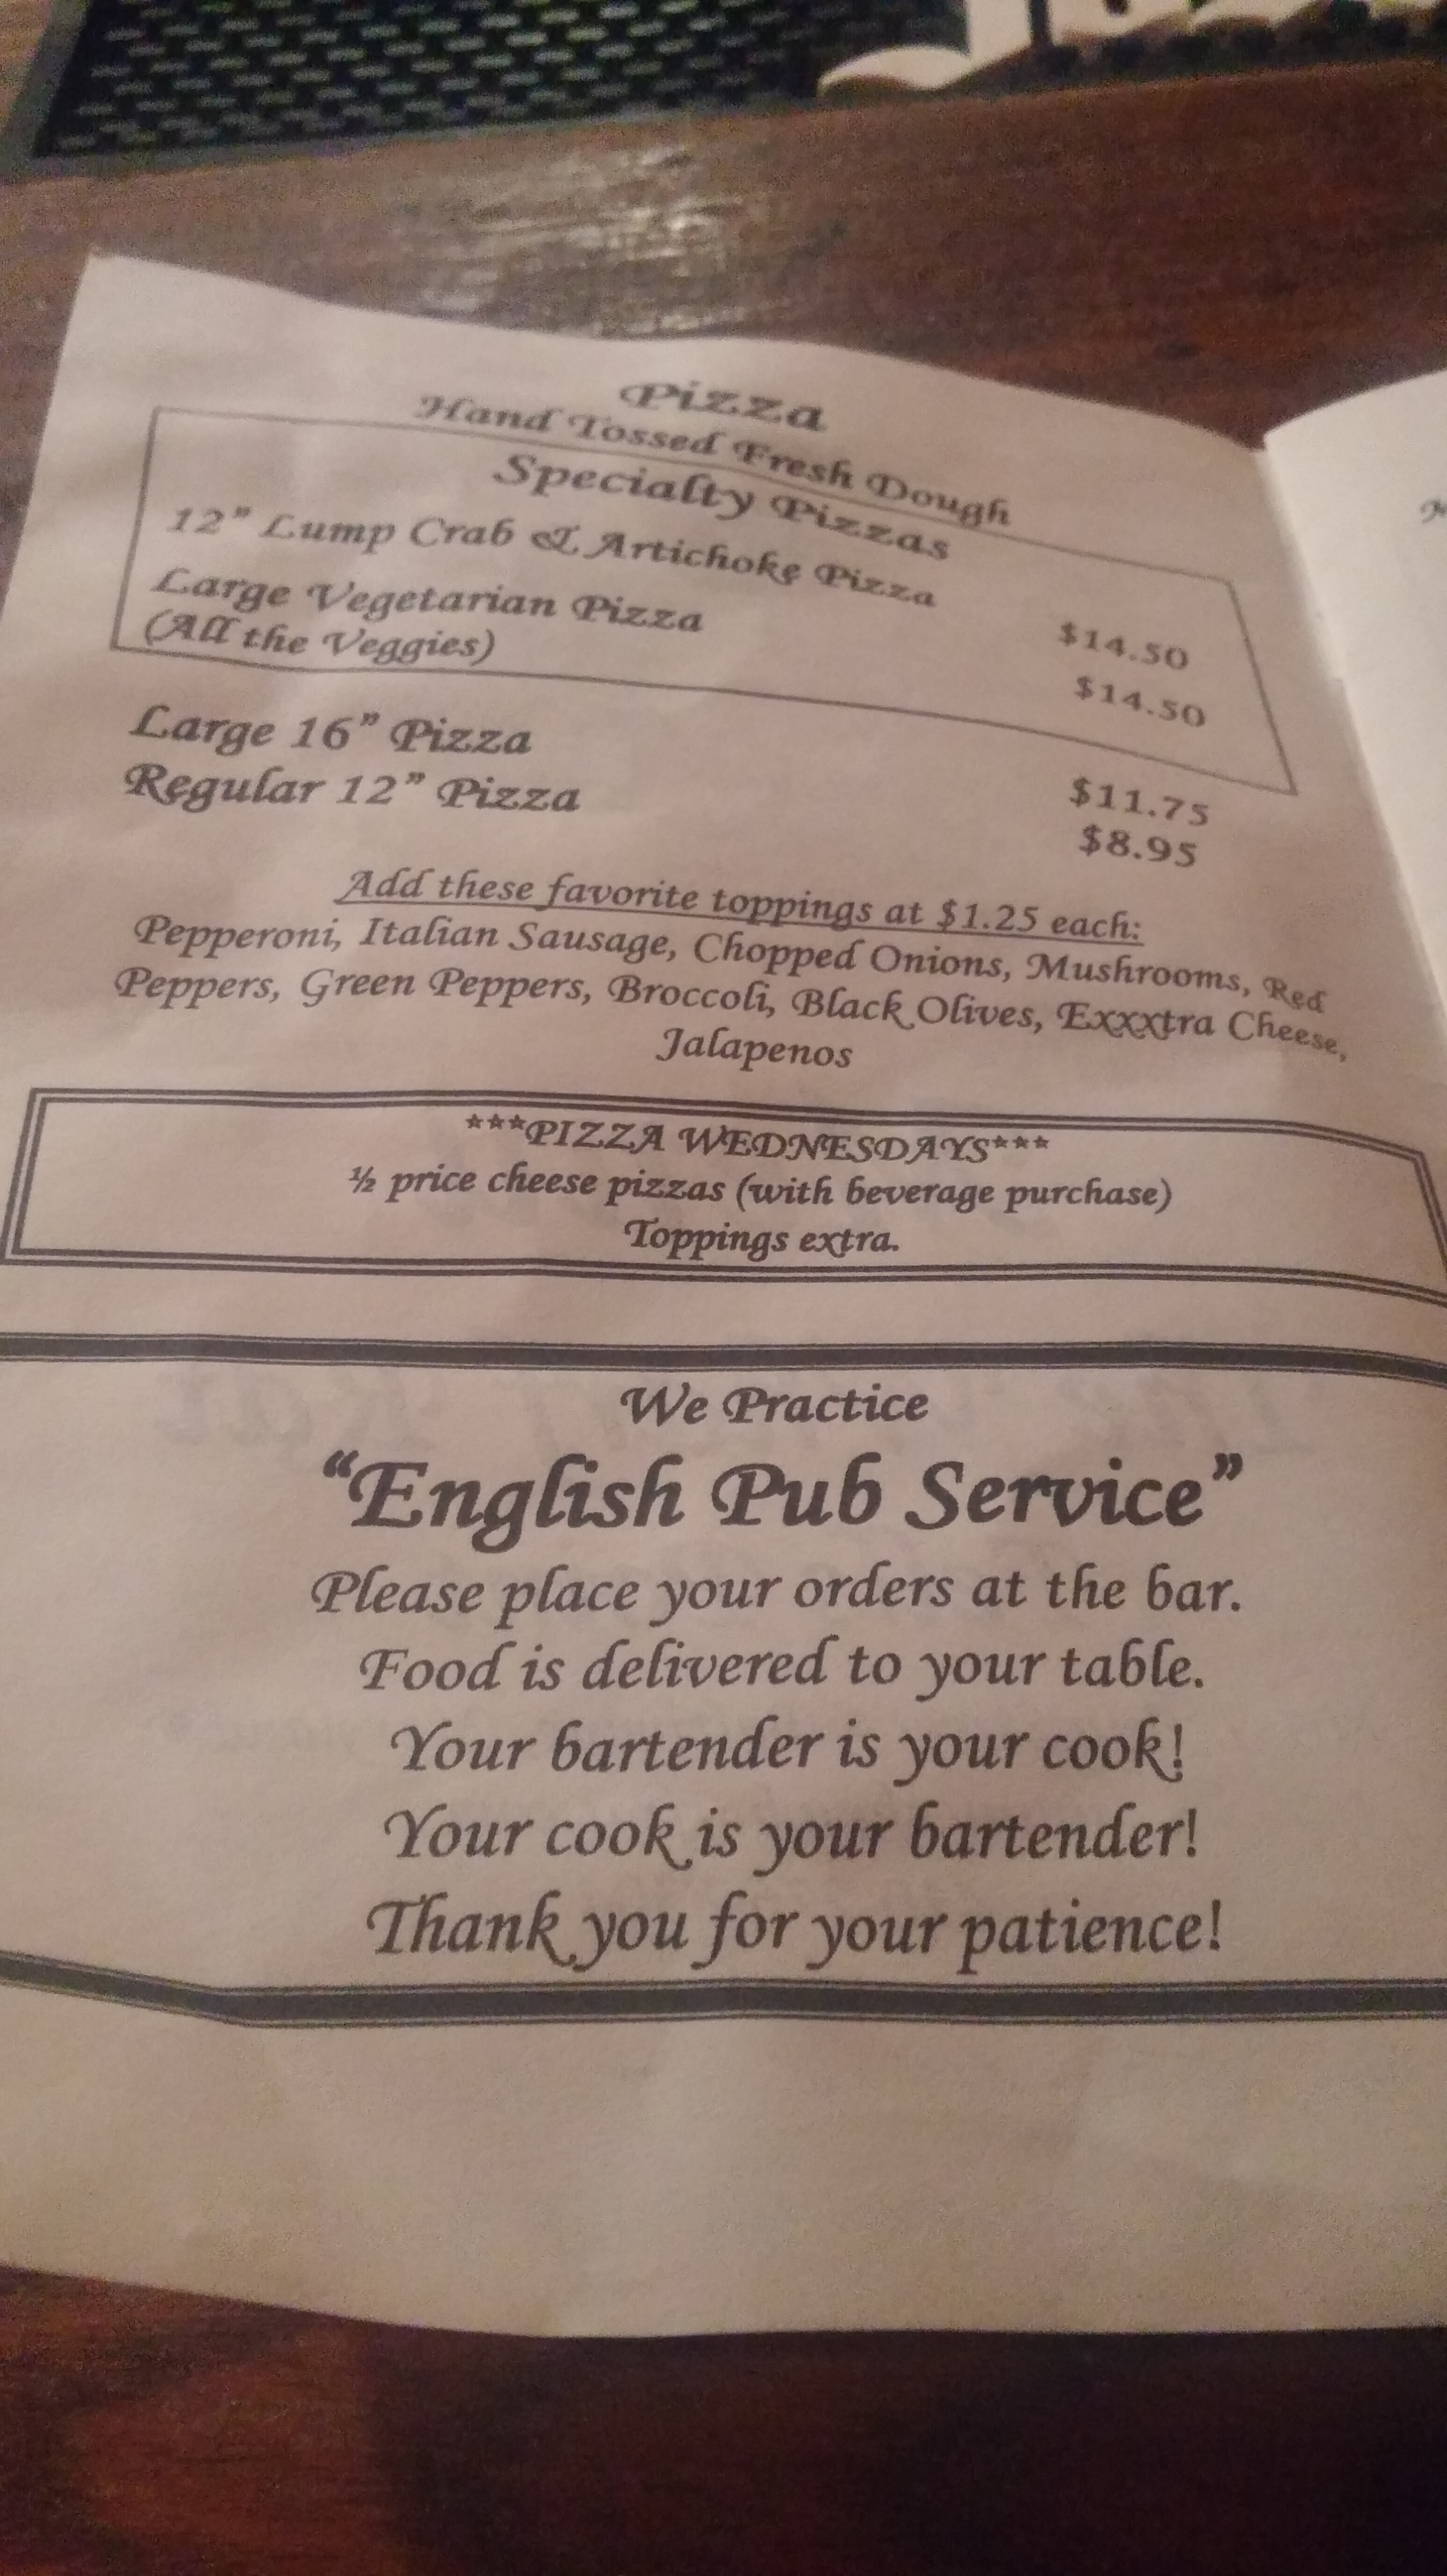 Pizza
Hand Tossed Fresh Dough
Specialty Pizzas
12" Lump Crab & Artichoke Pizza $14.50
Large Vegetarian Pizza $14.50
(All the Veggies)
Large 16" Pizza $11.75
Regular 12" Pizza $8.95
Add these favorite toppings at $1.25 each:
Pepperoni, Italian Sausage, Chopped Onions, Mushrooms, Red
Peppers, Green Peppers, Broccoli, Black Olives, Exxxtra Cheese,
Jalapenos
***PIZZA WEDNESDAYS***
½ price cheese pizzas (with beverage purchase)
Toppings extra.
We Practice
"English Pub Service"
Please place your orders at the bar.
Food is delivered to your table.
Your bartender is your cook!
Your cook is your bartender!
Thank you for your patience!